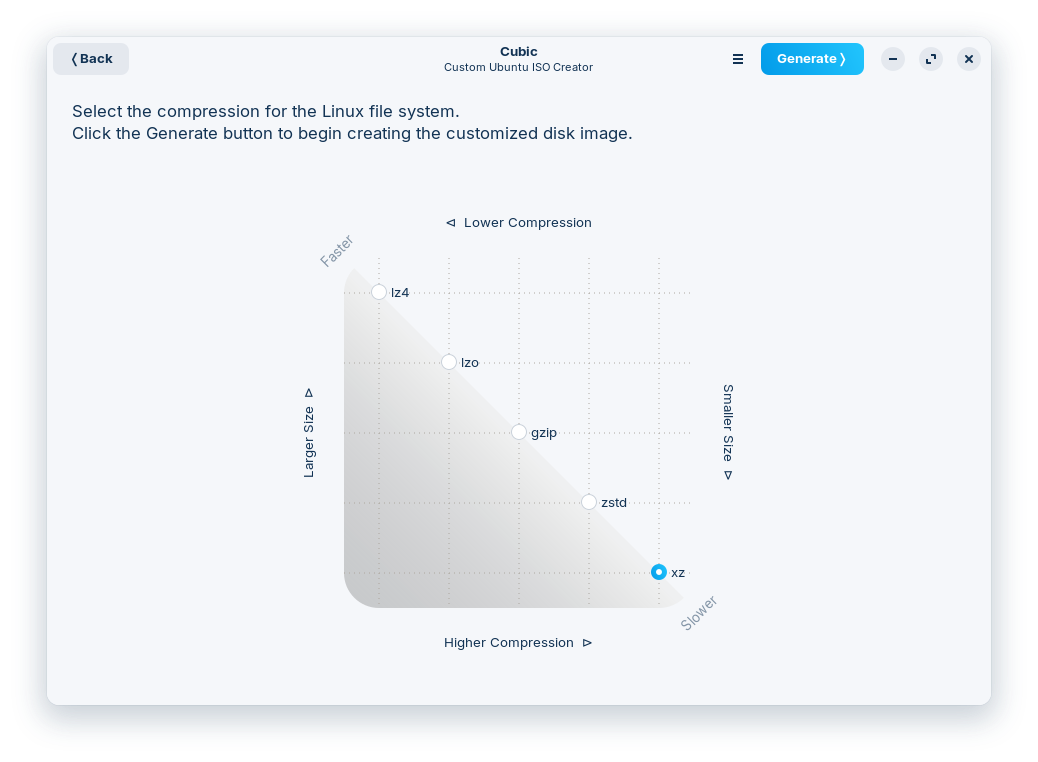 ❬Back
Cubic
Custom Ubuntu ISO Creator
Generate❭
Select the compression for the Linux file system.
Click the Generate button to begin creating the customized disk image.
⊲ Lower Compression
Faster
lz4
lzo
Larger Size ⊳
Smaller Size ⊳
gzip
zstd
xz
Slower
Higher Compression ⊳